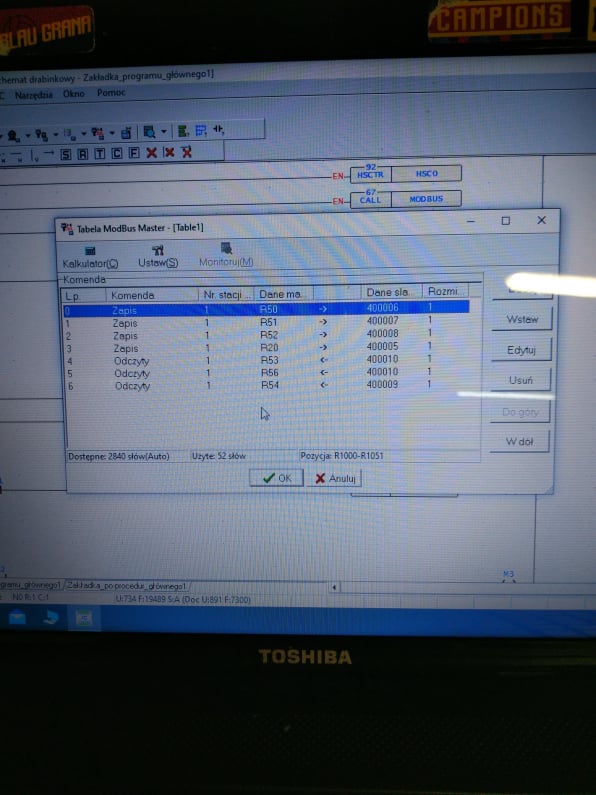 BLAU GRANA
CAMPIONS
chemat drabinkowy - Zakładka_programu_głównego1]
C Narzędzia Okno Pomoc
S R T C F
EN 92 HSCTR HSC0
EN 67 CALL MODBUS
Tabela ModBus Master - [Table1]
Kalkulator(C) Ustaw(S) Monitoruj(M)
Komenda
Lp. Komenda Nr. stacji ... Dane ma... Dane sla... Rozmi...
0 Zapis 1 R50 -> 400006 1
1 Zapis 1 R51 -> 400007 1
2 Zapis 1 R52 -> 400008 1
3 Zapis 1 R20 -> 400005 1
4 Odczyty 1 R53 <- 400010 1
5 Odczyty 1 R56 <- 400010 1
6 Odczyty 1 R54 <- 400009 1
Wstaw
Edytuj
Usuń
Do góry
W dół
Dostępne: 2840 słów(Auto) Użyte: 52 słów Pozycja: R1000-R1051
OK Anuluj
M3
gramu_głównego1 Zakładka_po procedur_głównego1
N0 R:1 C:1 U:734 F:19489 S:A (Doc U:891 F:7300)
TOSHIBA